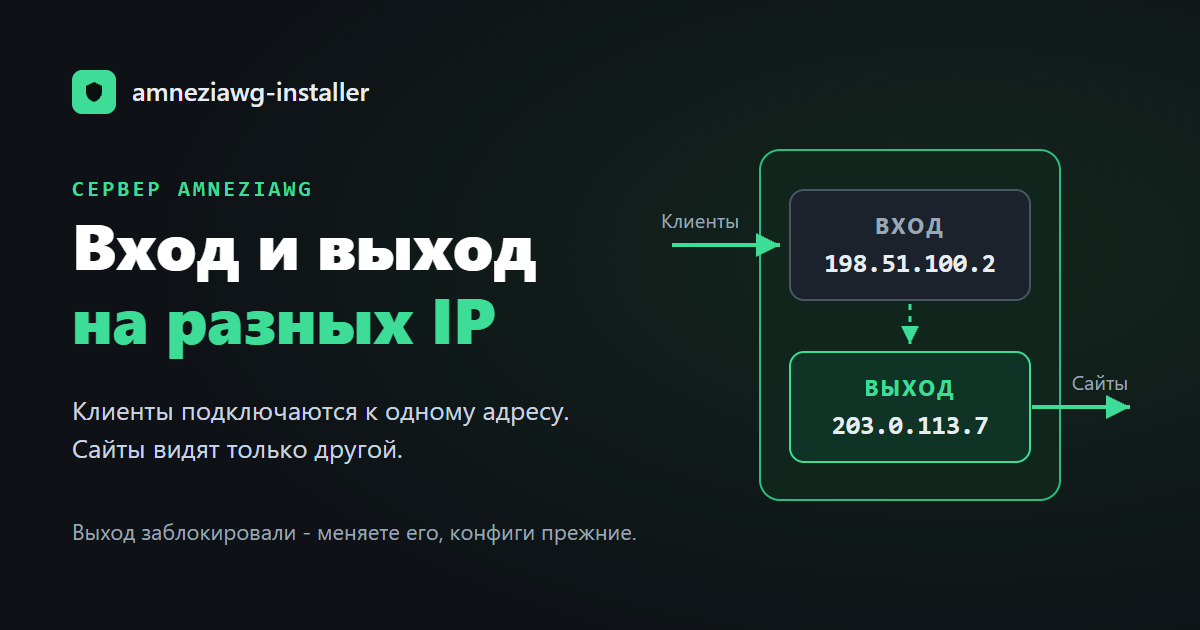 amneziawg-installer
СЕРВЕР AMNEZIAWG
Вход и выход
на разных IP
Клиенты подключаются к одному адресу.
Сайты видят только другой.
Выход заблокировали - меняете его, конфиги прежние.
Клиенты
ВХОД
198.51.100.2
ВЫХОД
203.0.113.7
Сайты